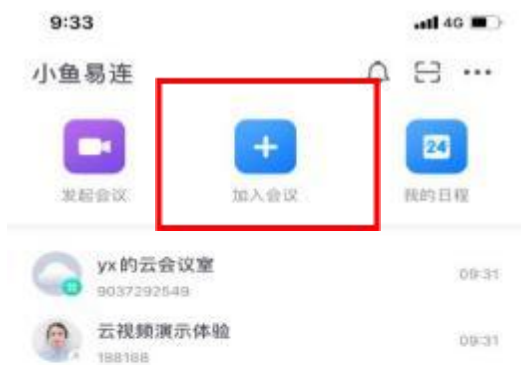 9:33 4G
小鱼易连
24
发起会议 加入会议 我的日程
yx的云会议室 09:31
9037292549
云视频演示体验 09:31
188168